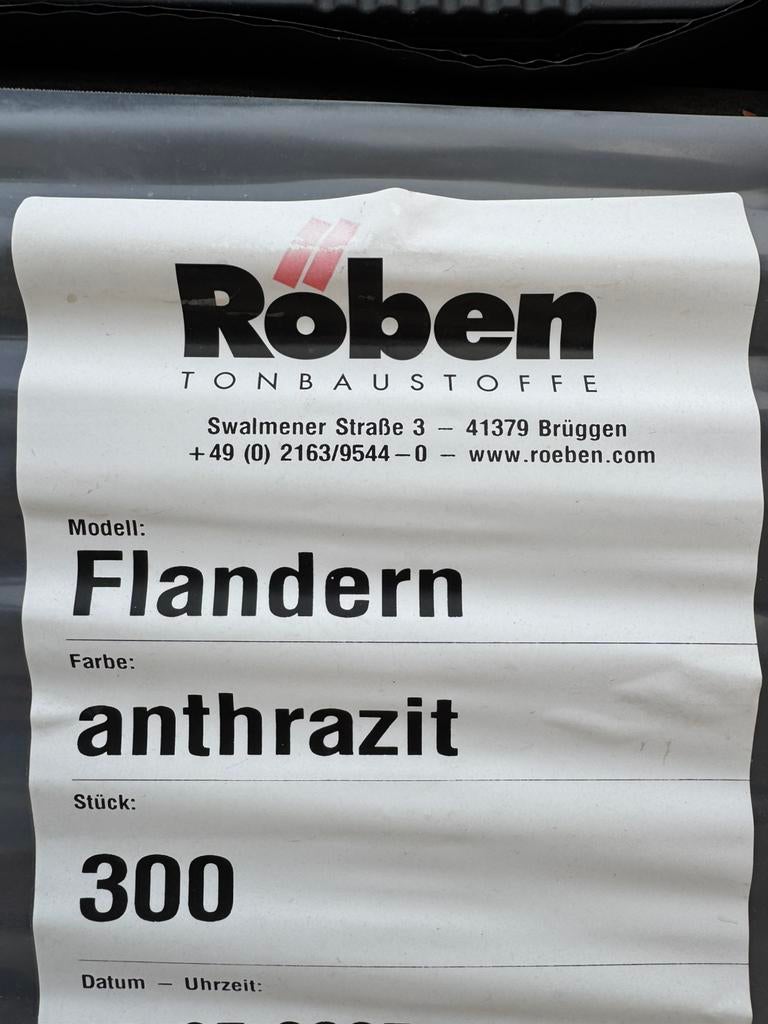 Röben
TONBAUSTOFFE
Swalmener Straße 3 – 41379 Brüggen
+49 (0) 2163/9544–0 – www.roeben.com
Modell:
Flandern
Farbe:
anthrazit
Stück:
300
Datum – Uhrzeit: